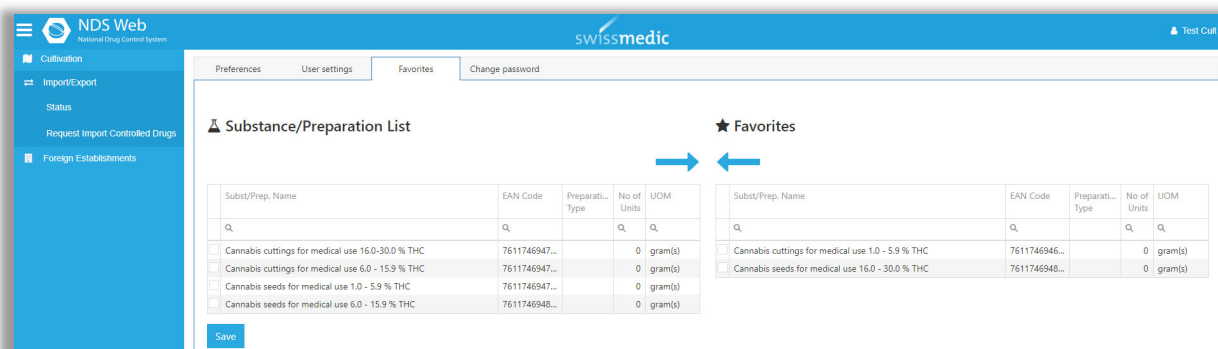 NDS Web
National Drug Control System
swissmedic
Test Cult
Cultivation
Import/Export
Status
Request Import Controlled Drugs
Foreign Establishments
Preferences User settings Favorites Change password
Substance/Preparation List
Subst/Prep. Name EAN Code Preparati... Type No of Units UOM
Cannabis cuttings for medical use 16.0-30.0 % THC 7611746947... 0 gram(s)
Cannabis cuttings for medical use 6.0 - 15.9 % THC 7611746947... 0 gram(s)
Cannabis seeds for medical use 1.0 - 5.9 % THC 7611746947... 0 gram(s)
Cannabis seeds for medical use 6.0 - 15.9 % THC 7611746948... 0 gram(s)
Save
Favorites
Subst/Prep. Name EAN Code Preparati... Type No of Units UOM
Cannabis cuttings for medical use 1.0 - 5.9 % THC 7611746946... 0 gram(s)
Cannabis seeds for medical use 16.0 - 30.0 % THC 7611746948... 0 gram(s)